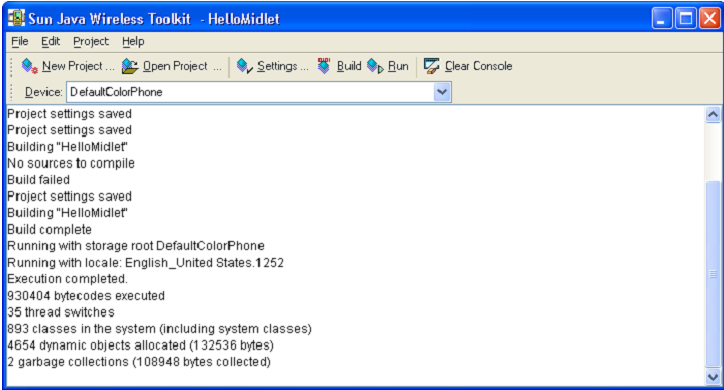 Sun Java Wireless Toolkit - HelloMidlet
File Edit Project Help
New Project ... Open Project ... Settings ... Build Run Clear Console
Device: DefaultColorPhone
Project settings saved
Project settings saved
Building "HelloMidlet"
No sources to compile
Build failed
Project settings saved
Building "HelloMidlet"
Build complete
Running with storage root DefaultColorPhone
Running with locale: English_United States.1252
Execution completed.
930404 bytecodes executed
35 thread switches
893 classes in the system (including system classes)
4654 dynamic objects allocated (132536 bytes)
2 garbage collections (108948 bytes collected)